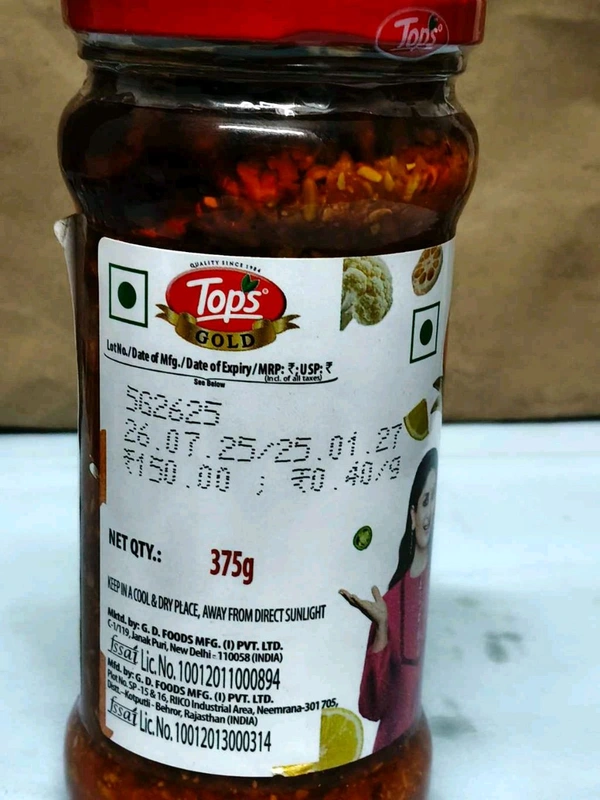 Tops
QUALITY SINCE 1984
Tops
GOLD
Lot No./Date of Mfg./Date of Expiry/MRP: ₹;USP: ₹
See Below
(incl. of all taxes)
5G2625
26.07.25/25.01.27
₹150.00 ; ₹0.40/g
NET QTY.: 375g
KEEP IN A COOL & DRY PLACE, AWAY FROM DIRECT SUNLIGHT
Mktd. by: G. D. FOODS MFG. (I) PVT. LTD.
C-1/119, Janak Puri, New Delhi - 110058 (INDIA)
fssai Lic. No. 10012011000894
Mfd. by: G. D. FOODS MFG. (I) PVT. LTD.
Plot No. SP -15 & 16, RIICO Industrial Area, Neemrana-301 705,
Distt.-Kotputli - Behror, Rajasthan (INDIA)
fssai Lic. No. 10012013000314